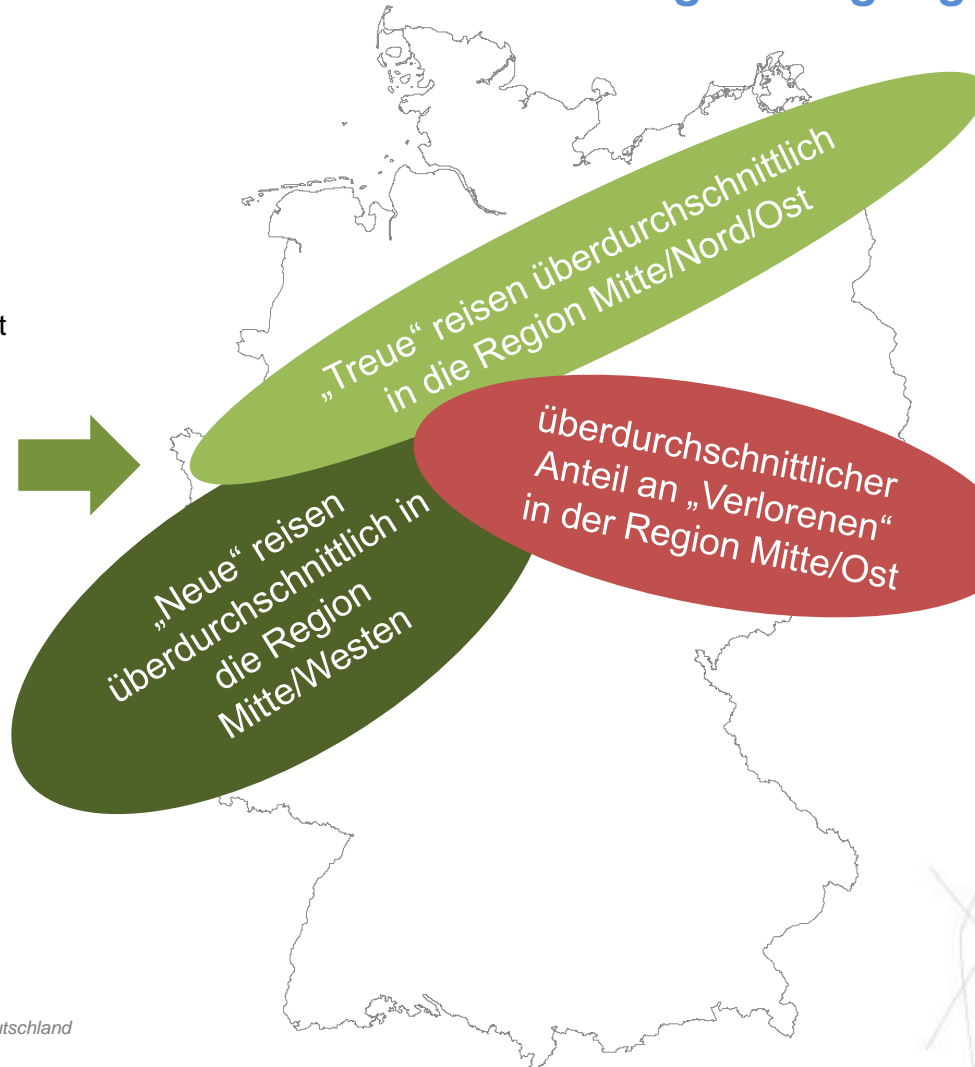 „Treue“ reisen überdurchschnittlich
in die Region Mitte/Nord/Ost
überdurchschnittlicher
Anteil an „Verlorenen“
in der Region Mitte/Ost
„Neue“ reisen
überdurchschnittlich in
die Region
Mitte/Westen